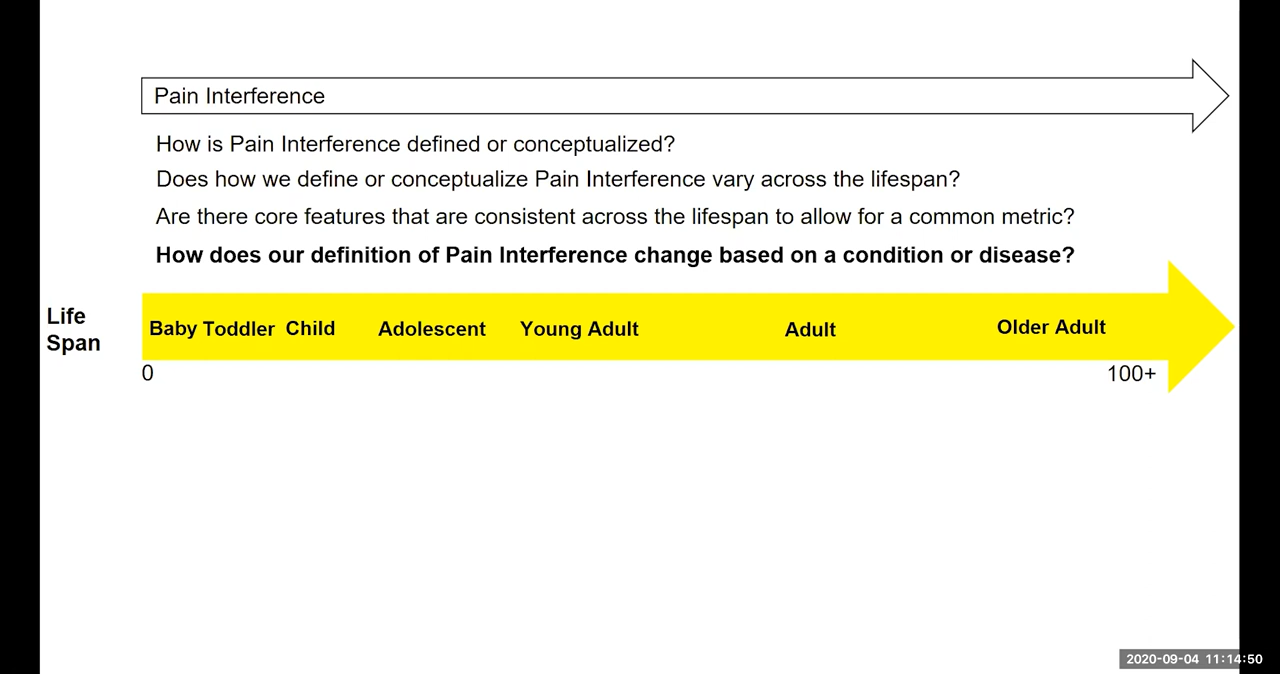 Pain Interference
How is Pain Interference defined or conceptualized?
Does how we define or conceptualize Pain Interference vary across the lifespan?
Are there core features that are consistent across the lifespan to allow for a common metric?
How does our definition of Pain Interference change based on a condition or disease?
Life
Span
Baby Toddler Child Adolescent Young Adult Adult Older Adult
0 100+
2020-09-04 11:14:50